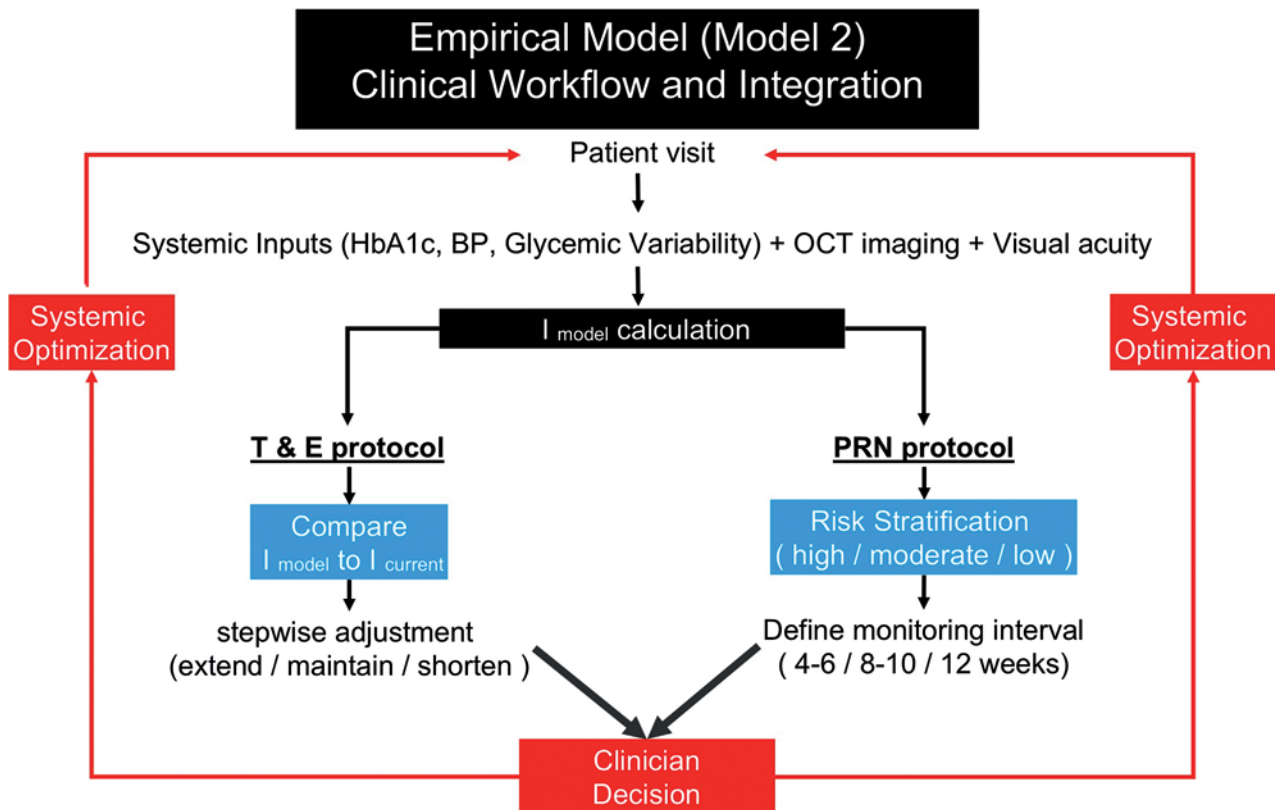 Empirical Model (Model 2)
Clinical Workflow and Integration
Patient visit
Systemic Inputs (HbA1c, BP, Glycemic Variability) + OCT imaging + Visual acuity
Systemic
Optimization
I model calculation
Systemic
Optimization
T & E protocol
Compare
I model to I current
stepwise adjustment
(extend / maintain / shorten )
PRN protocol
Risk Stratification
( high / moderate / low )
Define monitoring interval
( 4-6 / 8-10 / 12 weeks)
Clinician
Decision